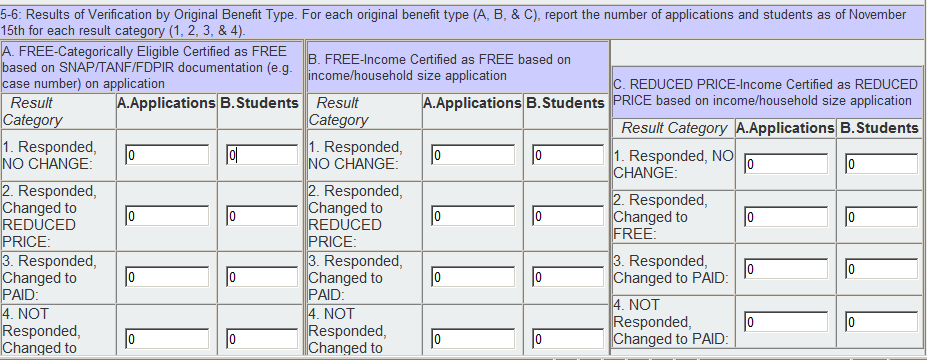 5-6: Results of Verification by Original Benefit Type. For each original benefit type (A, B, & C), report the number of applications and students as of November
15th for each result category (1, 2, 3, & 4).
A. FREE-Categorically Eligible Certified as FREE
based on SNAP/TANF/FDPIR documentation (e.g.
case number) on application
Result
Category
A.Applications
B.Students
1. Responded,
NO CHANGE:
0
0
2. Responded,
Changed to
REDUCED
PRICE:
0
0
3. Responded,
Changed to
PAID:
0
0
4. NOT
Responded,
Changed to
0
0
B. FREE-Income Certified as FREE based on
income/household size application
Result
Category
A.Applications
B.Students
1. Responded,
NO CHANGE:
0
0
2. Responded,
Changed to
REDUCED
PRICE:
0
0
3. Responded,
Changed to
PAID:
0
0
4. NOT
Responded,
Changed to
0
0
C. REDUCED PRICE-Income Certified as REDUCED
PRICE based on income/household size application
Result Category
A.Applications
B.Students
1. Responded, NO
CHANGE:
0
0
2. Responded,
Changed to
FREE:
0
0
3. Responded,
Changed to PAID:
0
0
4. NOT
Responded,
Changed to PAID:
0
0